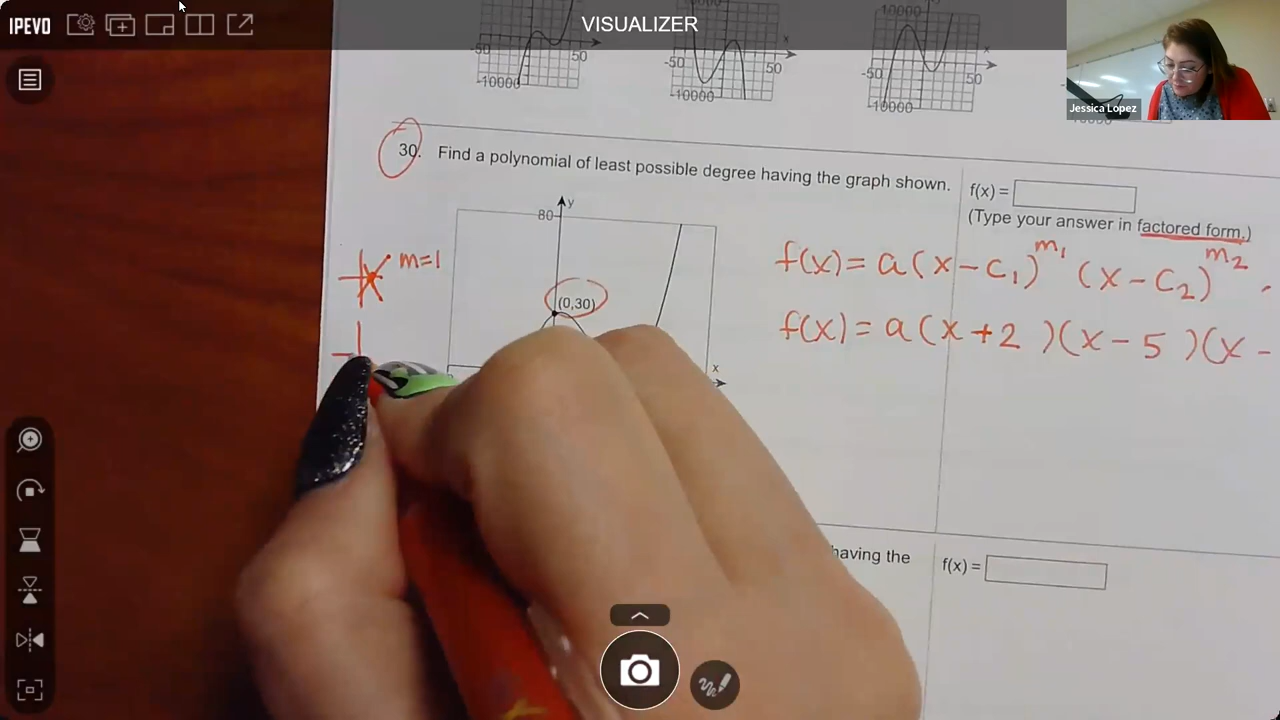 IPEVO
VISUALIZER
Jessica Lopez
10000
-50
50
-10000
-50
50
-10000
-50
50
-10000
30. Find a polynomial of least possible degree having the graph shown.
f(x) =
(Type your answer in factored form.)
80
y
(0,30)
x
m=1
f(x) = a(x-c₁)^m₁ (x-c₂)^m₂ .
f(x) = a(x+2)(x-5)(x-
having the
f(x) =